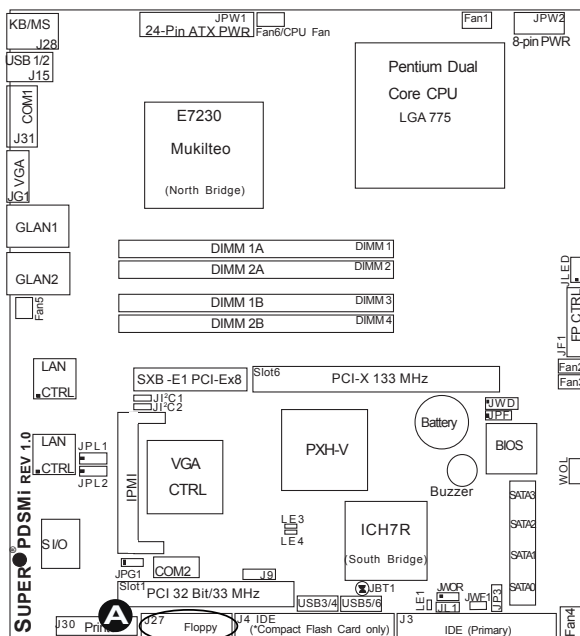 KB/MS
J28
USB 1/2
J15
COM1
J31
VGA
JG1
GLAN1
GLAN2
Fan5
JPW1
24-Pin ATX PWR
Fan6/CPU Fan
Fan1
JPW2
8-pin PWR
Pentium Dual
Core CPU
LGA 775
E7230
Mukilteo
(North Bridge)
DIMM 1A DIMM 1
DIMM 2A DIMM 2
DIMM 1B DIMM 3
DIMM 2B DIMM 4
JLED
FP CTRL
JF1
Fan2
Fan3
LAN
CTRL
SXB -E1 PCI-Ex8
Slot6
PCI-X 133 MHz
JI²C1
JI²C2
JWD
JPF
Battery
BIOS
Buzzer
WOL
LAN
CTRL
JPL1
JPL2
IPMI
VGA
CTRL
PXH-V
LE3
LE4
ICH7R
(South Bridge)
SATA3
SATA2
SATA1
SATA0
S I/O
SUPER® PDSMi REV 1.0
JPG1
COM2
J9
Slot1
PCI 32 Bit/33 MHz
JBT1
USB3/4
USB5/6
LE1
JWOR
JL1
JWF1
JP3
A
J30
J27
Floppy
J4 IDE
(*Compact Flash Card only)
J3
IDE (Primary)
Fan4